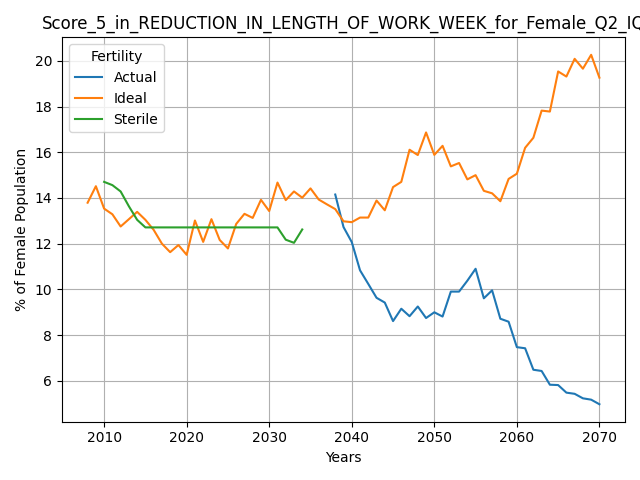 Score_5_in_REDUCTION_IN_LENGTH_OF_WORK_WEEK_for_Female_Q2_IQ
Fertility
Actual
Ideal
Sterile
% of Female Population
20
18
16
14
12
10
8
6
2010 2020 2030 2040 2050 2060 2070
Years